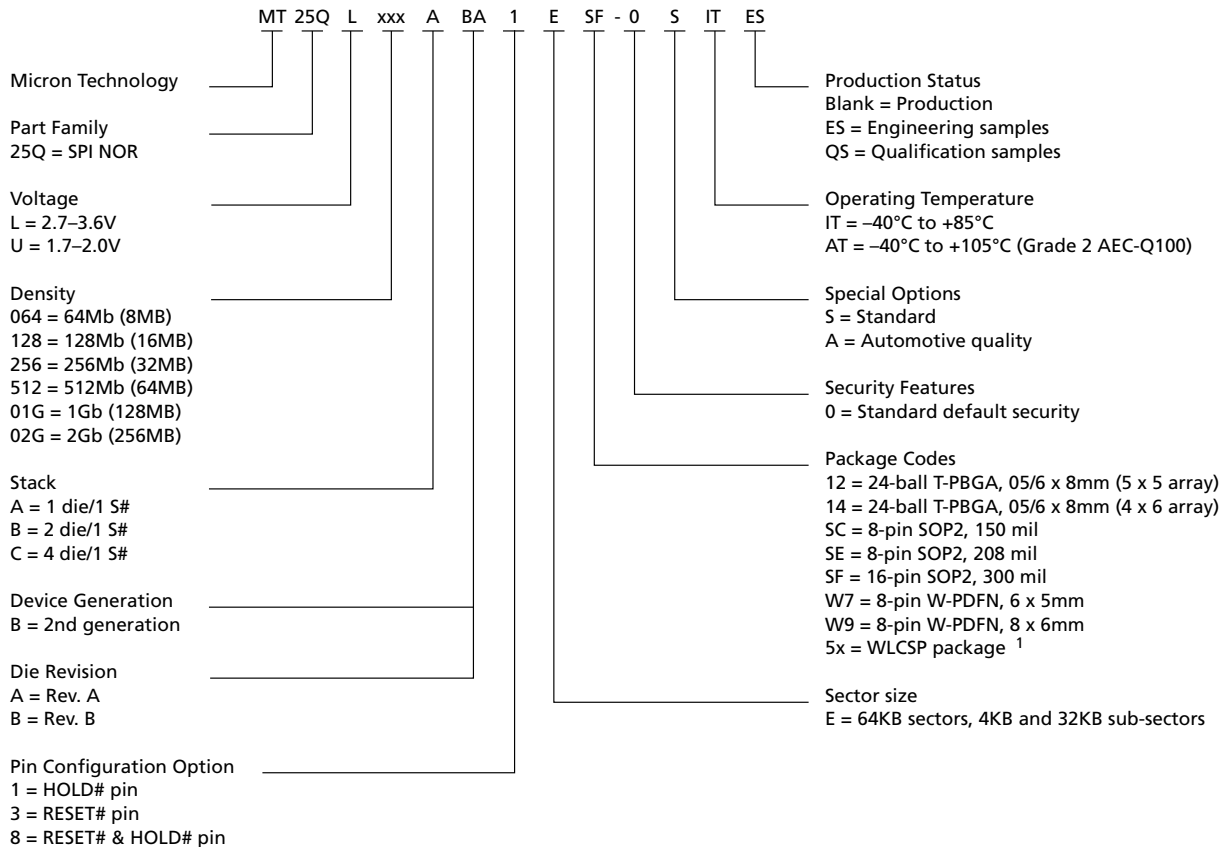 MT 25Q L xxx A BA 1 E SF - 0 S IT ES
Micron Technology
Part Family
25Q = SPI NOR
Voltage
L = 2.7–3.6V
U = 1.7–2.0V
Density
064 = 64Mb (8MB)
128 = 128Mb (16MB)
256 = 256Mb (32MB)
512 = 512Mb (64MB)
01G = 1Gb (128MB)
02G = 2Gb (256MB)
Stack
A = 1 die/1 S#
B = 2 die/1 S#
C = 4 die/1 S#
Device Generation
B = 2nd generation
Die Revision
A = Rev. A
B = Rev. B
Pin Configuration Option
1 = HOLD# pin
3 = RESET# pin
8 = RESET# & HOLD# pin
Production Status
Blank = Production
ES = Engineering samples
QS = Qualification samples
Operating Temperature
IT = –40°C to +85°C
AT = –40°C to +105°C (Grade 2 AEC-Q100)
Special Options
S = Standard
A = Automotive quality
Security Features
0 = Standard default security
Package Codes
12 = 24-ball T-PBGA, 05/6 x 8mm (5 x 5 array)
14 = 24-ball T-PBGA, 05/6 x 8mm (4 x 6 array)
SC = 8-pin SOP2, 150 mil
SE = 8-pin SOP2, 208 mil
SF = 16-pin SOP2, 300 mil
W7 = 8-pin W-PDFN, 6 x 5mm
W9 = 8-pin W-PDFN, 8 x 6mm
5x = WLCSP package 1
Sector size
E = 64KB sectors, 4KB and 32KB sub-sectors